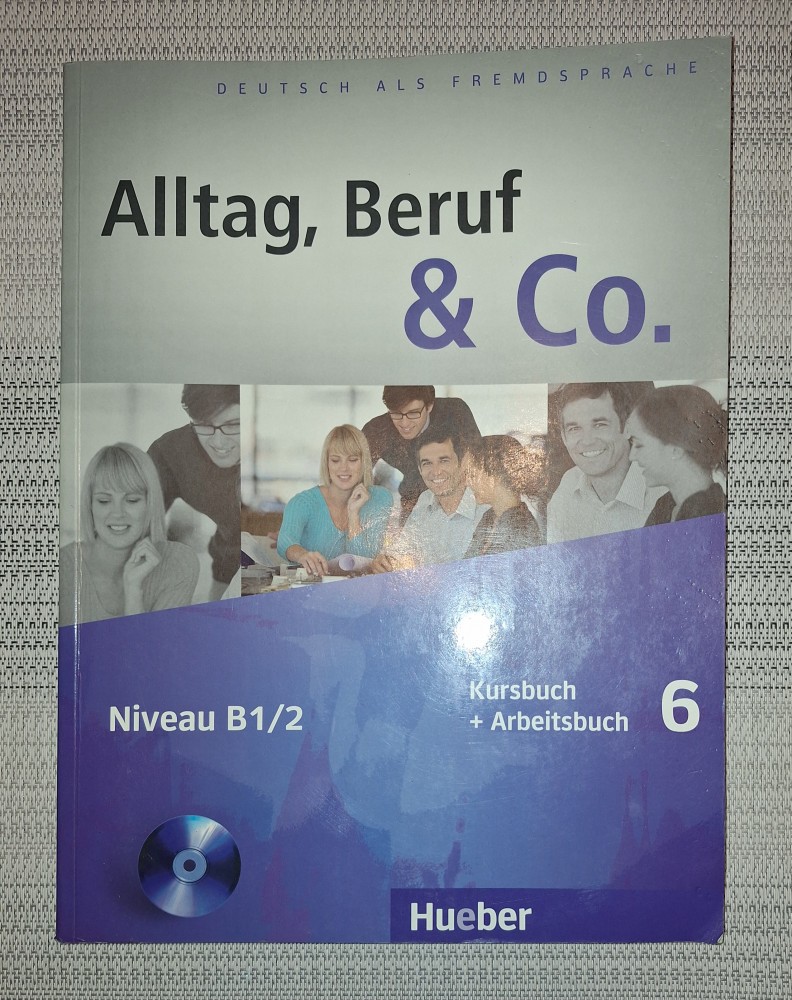 DEUTSCH ALS FREMDSPRACHE
Alltag, Beruf
& Co.
Niveau B1/2
Kursbuch
+ Arbeitsbuch
6
Hueber